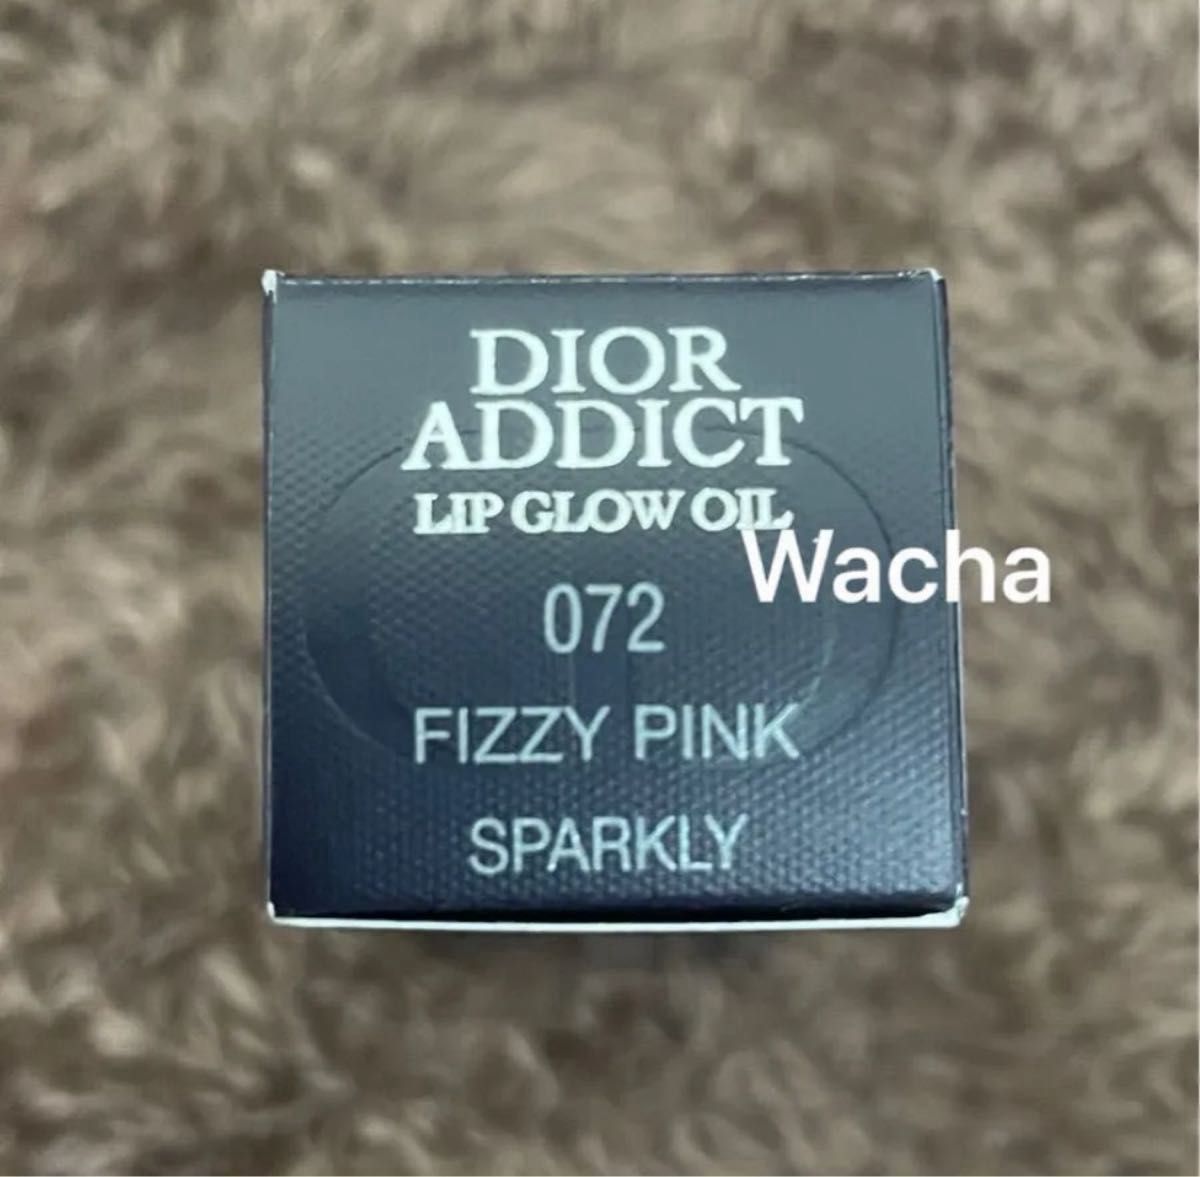 DIOR
ADDICT
LIP GLOW OIL
Wacha
072
FIZZY PINK
SPARKLY